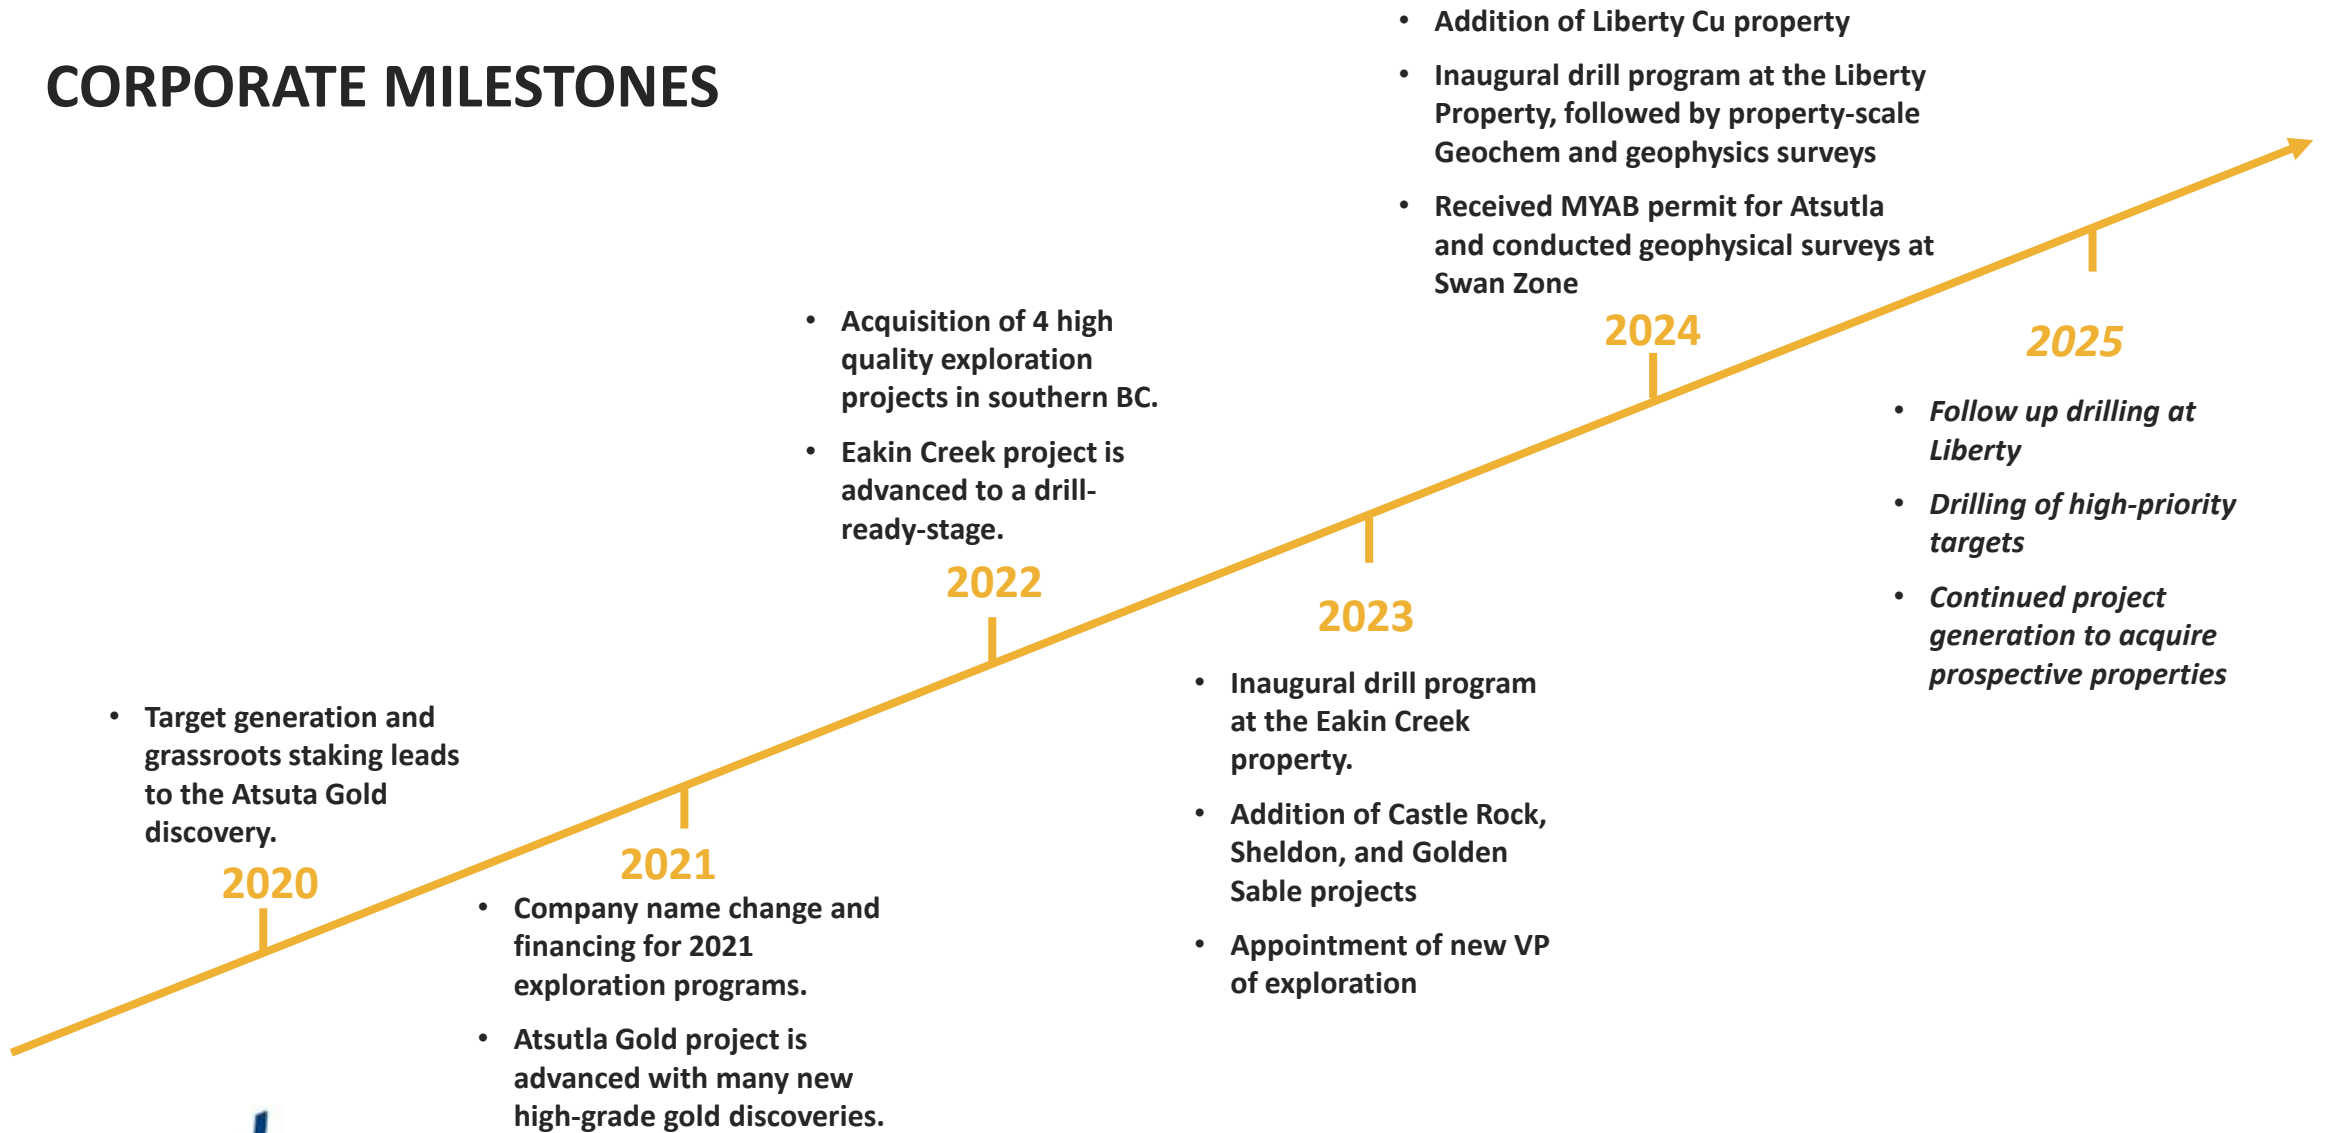 CORPORATE MILESTONES
• Target generation and
grassroots staking leads
to the Atsuta Gold
discovery.
2020
2021
• Company name change and
financing for 2021
exploration programs.
• Atsutla Gold project is
advanced with many new
high-grade gold discoveries.
• Acquisition of 4 high
quality exploration
projects in southern BC.
• Eakin Creek project is
advanced to a drill-
ready-stage.
2022
2023
• Inaugural drill program
at the Eakin Creek
property.
• Addition of Castle Rock,
Sheldon, and Golden
Sable projects
• Appointment of new VP
of exploration
• Addition of Liberty Cu property
• Inaugural drill program at the Liberty
Property, followed by property-scale
Geochem and geophysics surveys
• Received MYAB permit for Atsutla
and conducted geophysical surveys at
Swan Zone
2024
2025
• Follow up drilling at
Liberty
• Drilling of high-priority
targets
• Continued project
generation to acquire
prospective properties